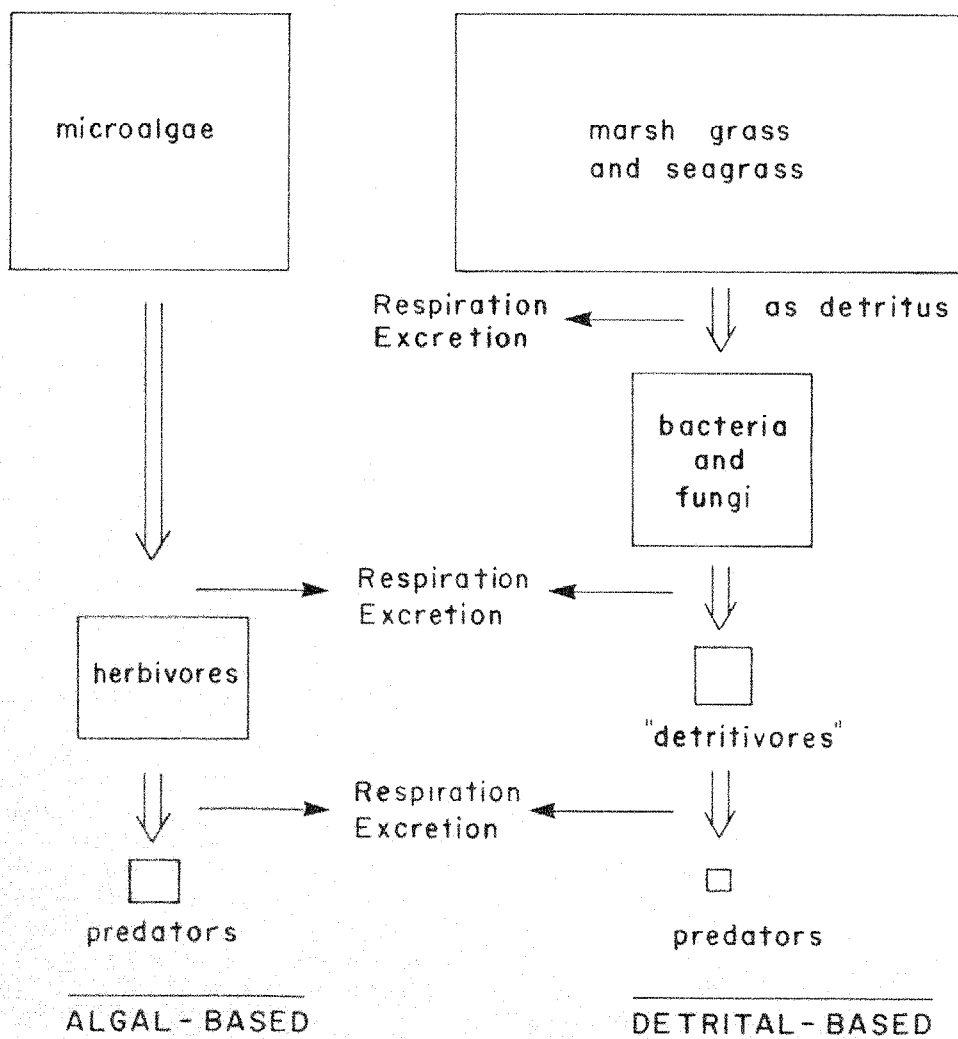 microalgae
marsh grass
and seagrass
Respiration
Excretion
as detritus
bacteria
and
fungi
Respiration
Excretion
herbivores
"detritivores"
Respiration
Excretion
predators
predators
ALGAL-BASED
DETRITAL-BASED